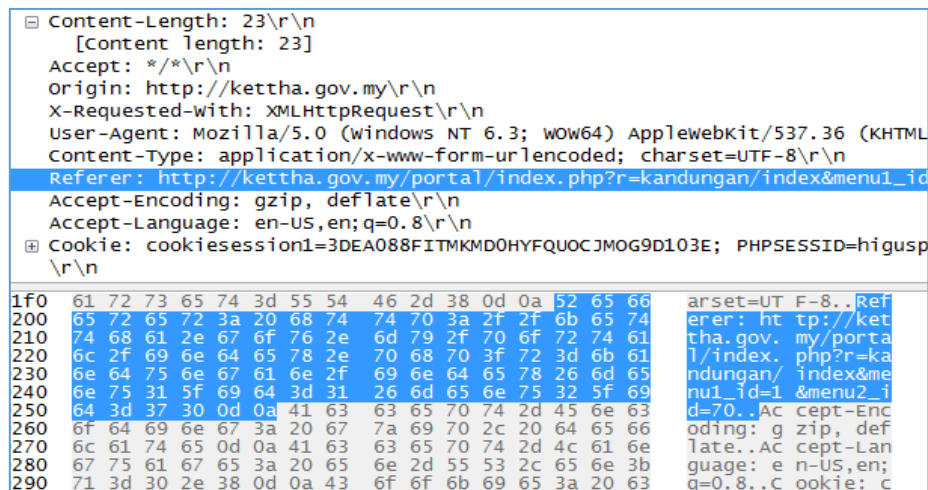 ⊟ Content-Length: 23\r\n
[Content length: 23]
Accept: */*\r\n
Origin: http://kettha.gov.my\r\n
X-Requested-With: XMLHttpRequest\r\n
User-Agent: Mozilla/5.0 (Windows NT 6.3; WOW64) AppleWebKit/537.36 (KHTML
Content-Type: application/x-www-form-urlencoded; charset=UTF-8\r\n
Referer: http://kettha.gov.my/portal/index.php?r=kandungan/index&menu1_id
Accept-Encoding: gzip, deflate\r\n
Accept-Language: en-US,en;q=0.8\r\n
⊞ Cookie: cookiesession1=3DEA088FITMKMD0HYFQUOCJMOG9D103E; PHPSESSID=higusp
\r\n
1f0 61 72 73 65 74 3d 55 54 46 2d 38 0d 0a 52 65 66 arset=UT F-8..Ref
200 65 72 65 72 3a 20 68 74 74 70 3a 2f 2f 6b 65 74 erer: ht tp://ket
210 74 68 61 2e 67 6f 76 2e 6d 79 2f 70 6f 72 74 61 tha.gov. my/porta
220 6c 2f 69 6e 64 65 78 2e 70 68 70 3f 72 3d 6b 61 l/index. php?r=ka
230 6e 64 75 6e 67 61 6e 2f 69 6e 64 65 78 26 6d 65 ndungan/ index&me
240 6e 75 31 5f 69 64 3d 31 26 6d 65 6e 75 32 5f 69 nu1_id=1 &menu2_i
250 64 3d 37 30 0d 0a 41 63 63 65 70 74 2d 45 6e 63 d=70..Ac cept-Enc
260 6f 64 69 6e 67 3a 20 67 7a 69 70 2c 20 64 65 66 oding: g zip, def
270 6c 61 74 65 0d 0a 41 63 63 65 70 74 2d 4c 61 6e late..Ac cept-Lan
280 67 75 61 67 65 3a 20 65 6e 2d 55 53 2c 65 6e 3b guage: e n-US,en;
290 71 3d 30 2e 38 0d 0a 43 6f 6f 6b 69 65 3a 20 63 q=0.8..C ookie: c